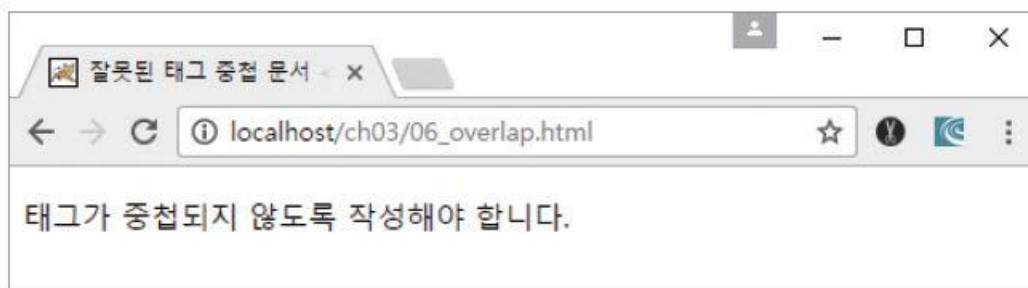 잘못된 태그 중첩 문서 <
localhost/ch03/06_overlap.html
태그가 중첩되지 않도록 작성해야 합니다.